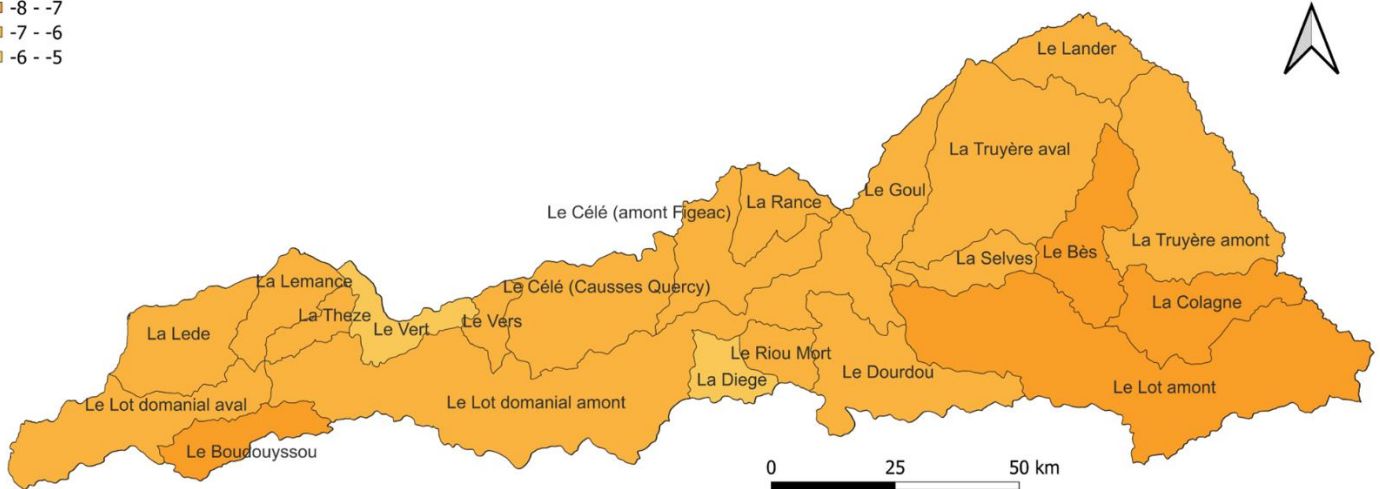 -8 - -7
-7 - -6
-6 - -5
Le Lander
La Truyère aval
Le Goul
La Rance
Le Célé (amont Figeac)
La Truyère amont
Le Bès
La Selves
La Colagne
La Lemance
Le Célé (Causses Quercy)
La Theze
Le Vert
Le Vers
La Lede
Le Riou Mort
La Diege
Le Dourdou
Le Lot amont
Le Lot domanial aval
Le Lot domanial amont
Le Boudouyssou
0 25 50 km